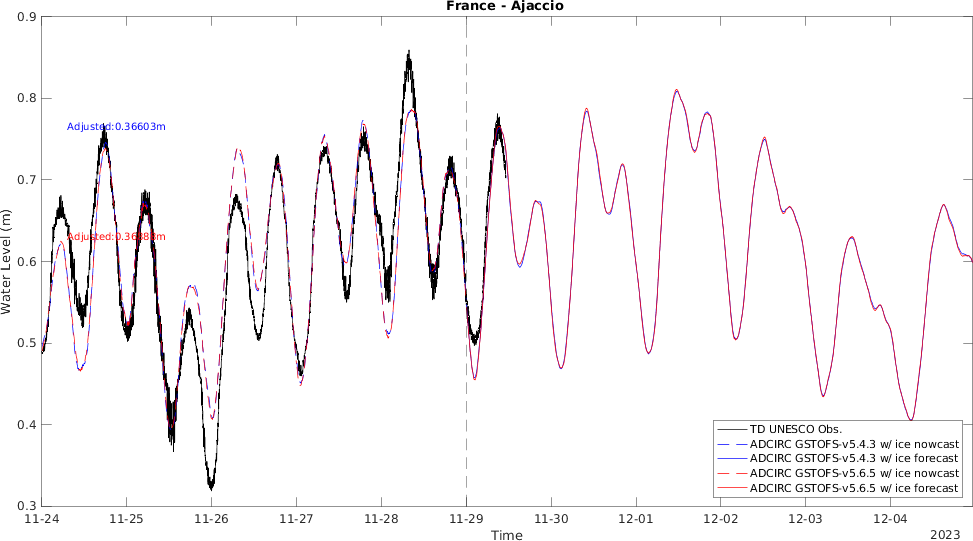 France - Ajaccio
Water Level (m)
0.9
0.8
0.7
0.6
0.5
0.4
0.3
Adjusted:0.36603m
11-24
11-25
11-26
11-27
11-28
11-29
11-30
12-01
12-02
12-03
12-04
Time
2023
TD UNESCO Obs.
ADCIRC GSTOFS-v5.4.3 w/ ice nowcast
ADCIRC GSTOFS-v5.4.3 w/ ice forecast
ADCIRC GSTOFS-v5.6.5 w/ ice nowcast
ADCIRC GSTOFS-v5.6.5 w/ ice forecast